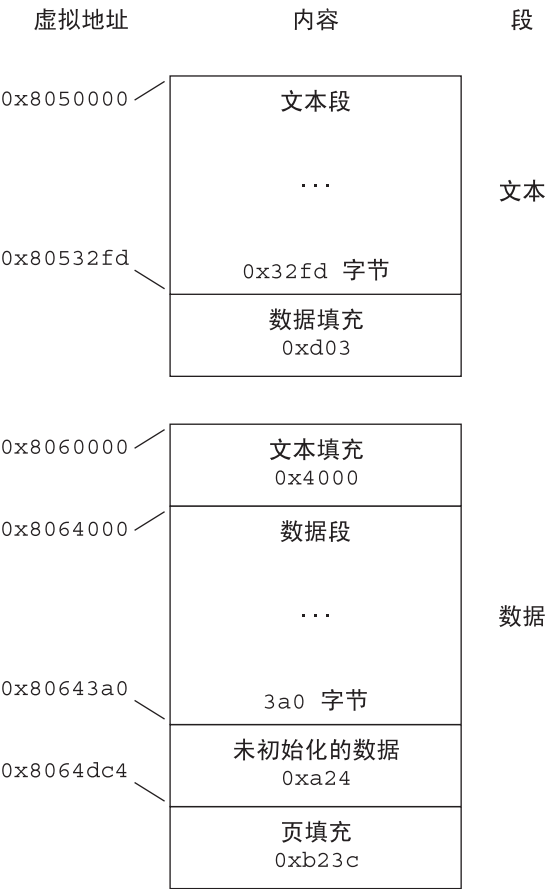 虚拟地址 内容 段
0x8050000
文本段
...
文本
0x80532fd
0x32fd 字节
数据填充
0xd03
0x8060000
文本填充
0x4000
0x8064000
数据段
...
数据
0x80643a0
3a0 字节
未初始化的数据
0x8064dc4
0xa24
页填充
0xb23c